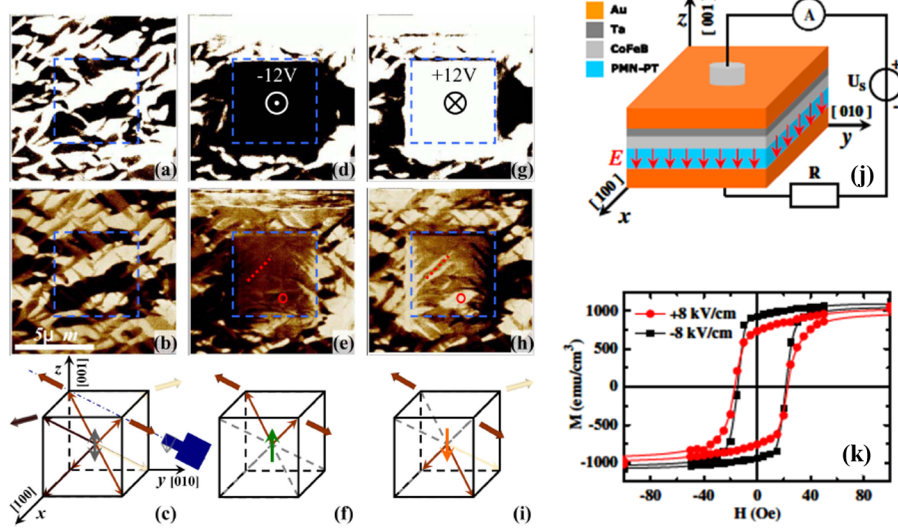 (a)
-12V
(d)
+12V
(g)
5μ m
(b)
(e)
(h)
z
[001]
[100]
x
y [010]
(c)
(f)
(i)
Au
Ta
CoFeB
PMN-PT
z
[001]
A
+
Us
−
[010]
y
E
[100]
x
R
(j)
1000
500
0
-500
-1000
M (emu/cm³)
+8 kV/cm
-8 kV/cm
(k)
-80 -40 0 40 80
H (Oe)